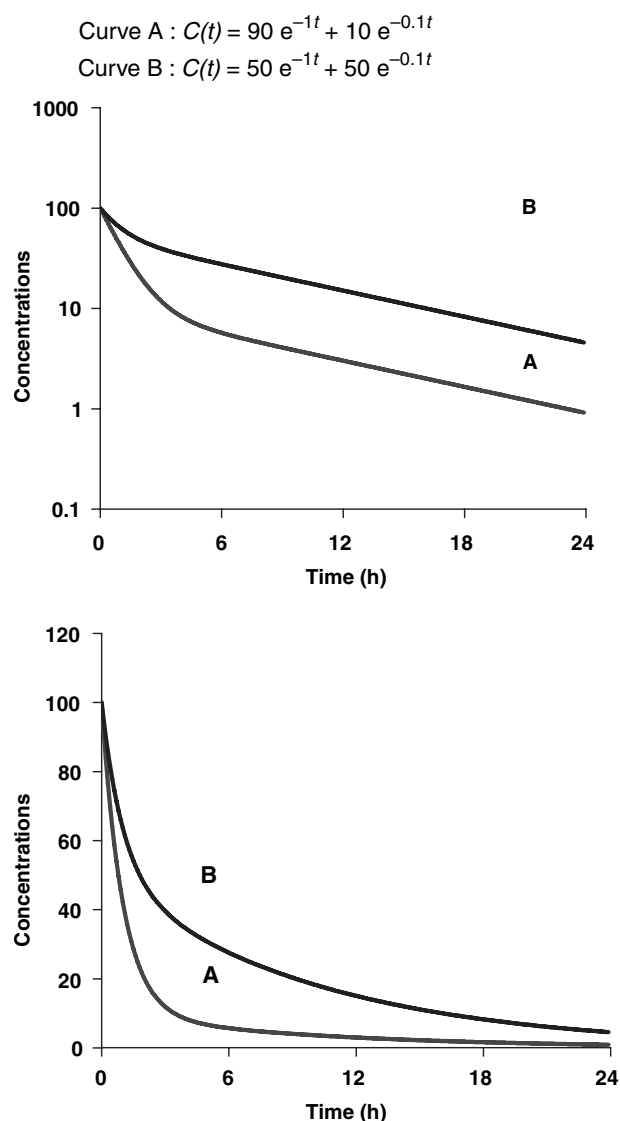 Curve A : C(t) = 90 e⁻¹ᵗ + 10 e⁻⁰·¹ᵗ
Curve B : C(t) = 50 e⁻¹ᵗ + 50 e⁻⁰·¹ᵗ
1000
100
10
1
0.1
Concentrations
B
A
0 6 12 18 24
Time (h)
120
100
80
60
40
20
0
Concentrations
B
A
0 6 12 18 24
Time (h)